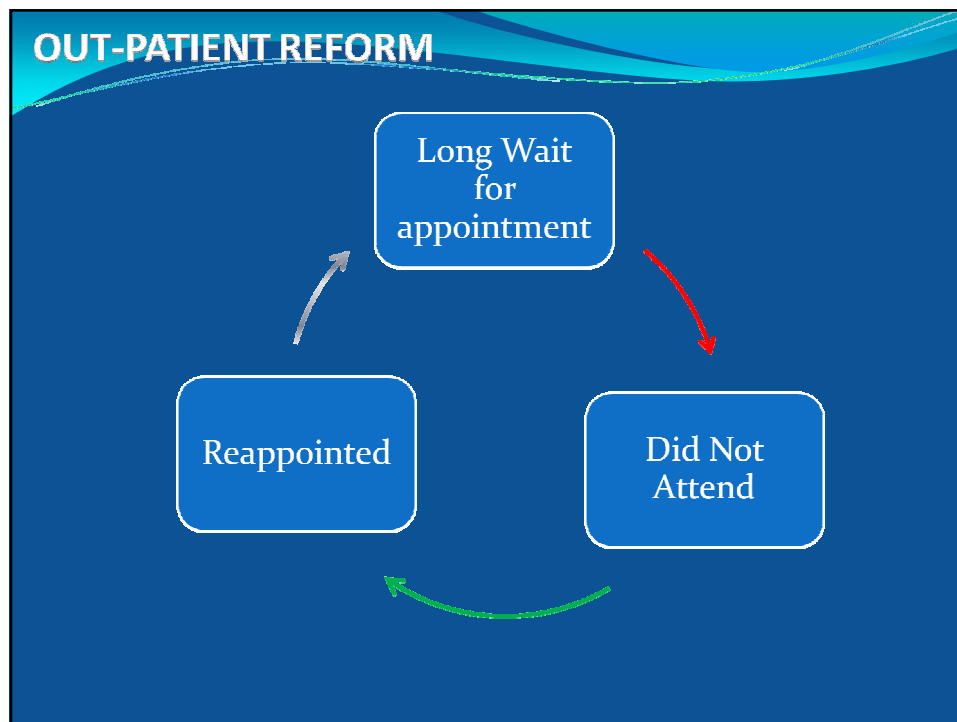 OUT-PATIENT REFORM
Long Wait
for
appointment
Reappointed
Did Not
Attend